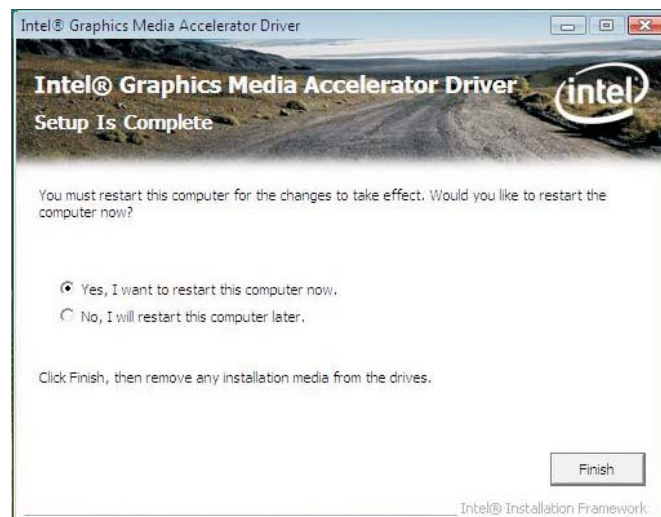 Intel® Graphics Media Accelerator Driver
Intel® Graphics Media Accelerator Driver
intel
Setup Is Complete
You must restart this computer for the changes to take effect. Would you like to restart the
computer now?
Yes, I want to restart this computer now.
No, I will restart this computer later.
Click Finish, then remove any installation media from the drives.
Finish
Intel® Installation Framework